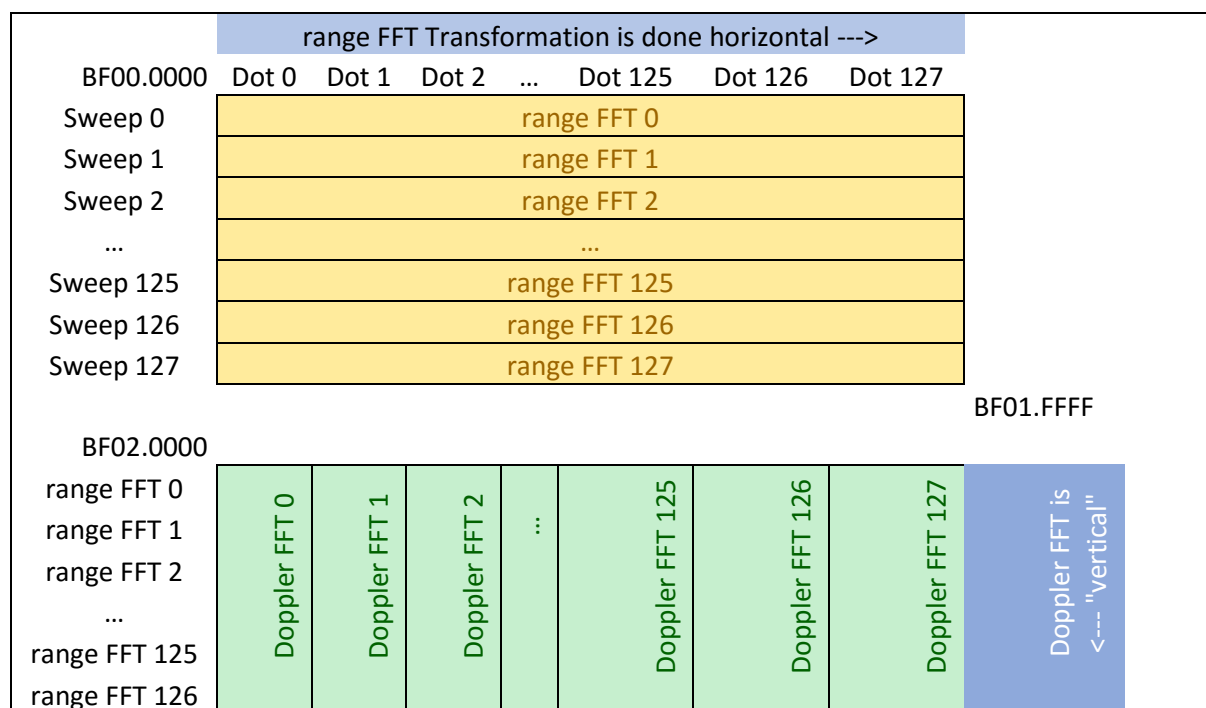 range FFT Transformation is done horizontal --->
BF00.0000 Dot 0 Dot 1 Dot 2 ... Dot 125 Dot 126 Dot 127
Sweep 0 range FFT 0
Sweep 1 range FFT 1
Sweep 2 range FFT 2
... ...
Sweep 125 range FFT 125
Sweep 126 range FFT 126
Sweep 127 range FFT 127
BF01.FFFF
BF02.0000
range FFT 0
range FFT 1
range FFT 2
...
range FFT 125
range FFT 126
Doppler FFT 0
Doppler FFT 1
Doppler FFT 2
...
Doppler FFT 125
Doppler FFT 126
Doppler FFT 127
Doppler FFT is
<--- "vertical"